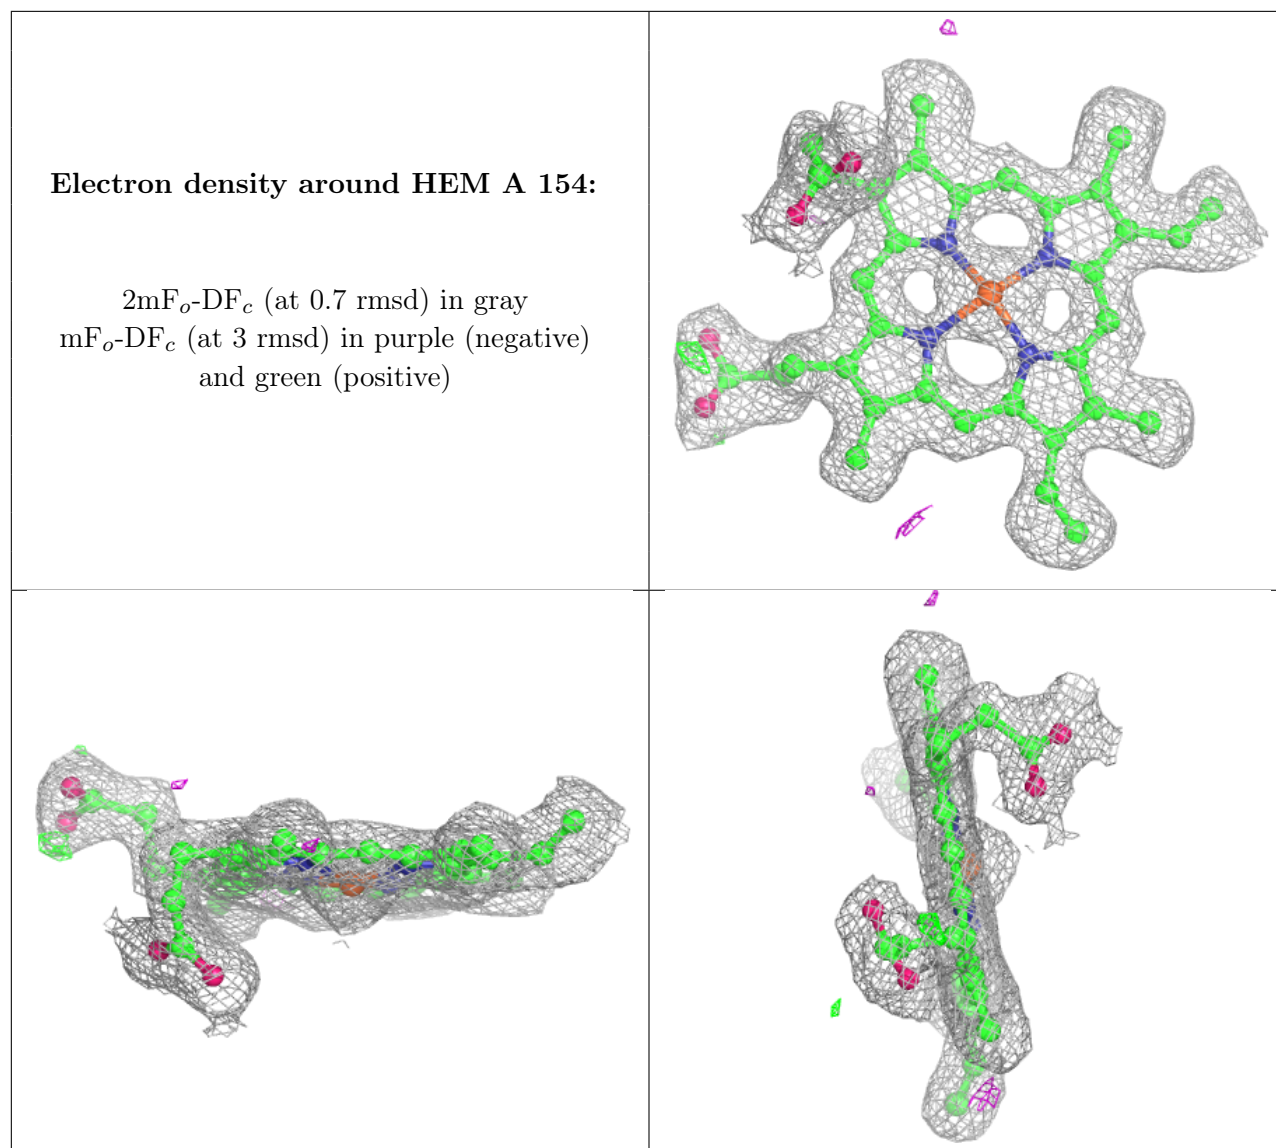 Electron density around HEM A 154:
2mFo-DFc (at 0.7 rmsd) in gray
mFo-DFc (at 3 rmsd) in purple (negative)
and green (positive)